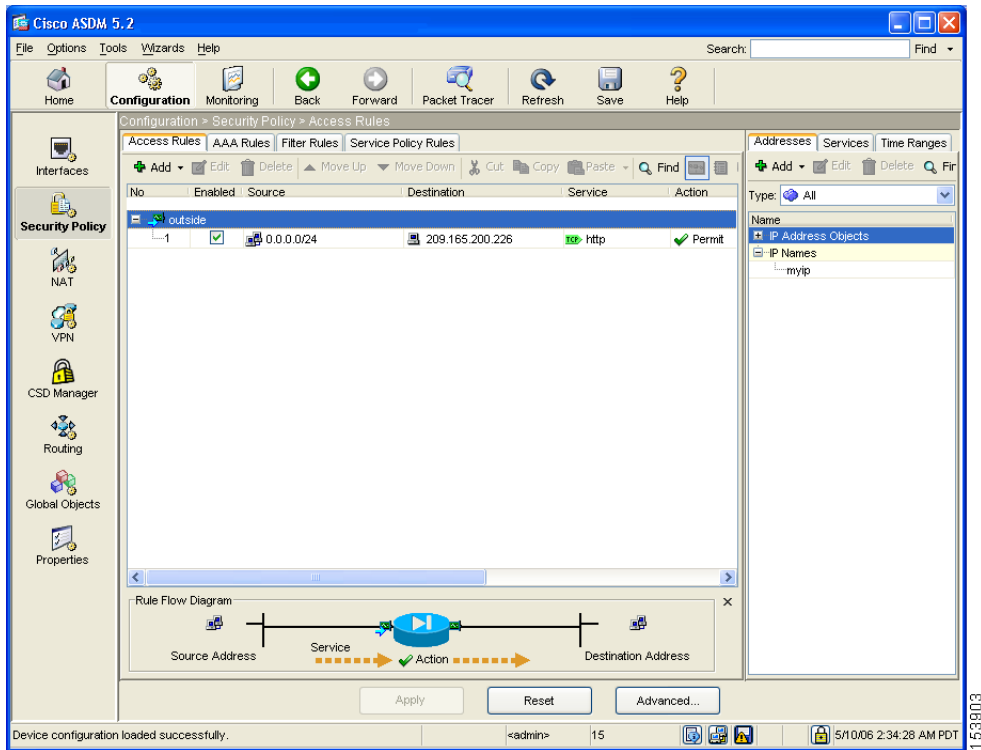 Cisco ASDM 5.2
File Options Tools Wizards Help Search: Find
Home Configuration Monitoring Back Forward Packet Tracer Refresh Save Help
Configuration > Security Policy > Access Rules
Access Rules AAA Rules Filter Rules Service Policy Rules
Add Edit Delete Move Up Move Down Cut Copy Paste Find
No Enabled Source Destination Service Action
outside
1 0.0.0.0/24 209.165.200.226 TCP http Permit
Interfaces
Security Policy
NAT
VPN
CSD Manager
Routing
Global Objects
Properties
Addresses Services Time Ranges
Add Edit Delete Fin
Type: All
Name
IP Address Objects
IP Names
myip
Rule Flow Diagram
Source Address Service Action Destination Address
Apply Reset Advanced...
Device configuration loaded successfully. <admin> 15 5/10/06 2:34:28 AM PDT
153903